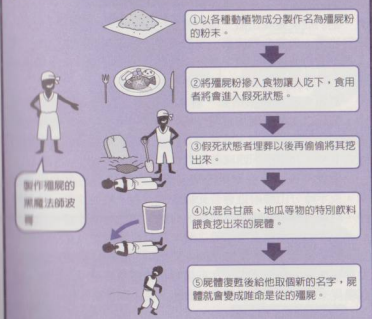 ①以各種動植物成分製作名為殭屍粉
的粉末。
②將殭屍粉摻入食物讓人吃下，食用
者將會進入假死狀態。
③假死狀態者埋葬以後再偷偷將其挖
出來。
④以混合甘蔗、地瓜等物的特別飲料
餵食挖出來的屍體。
⑤屍體復甦後給他取個新的名字，屍
體就會變成唯命是從的殭屍。
製作殭屍的
黑魔法師波